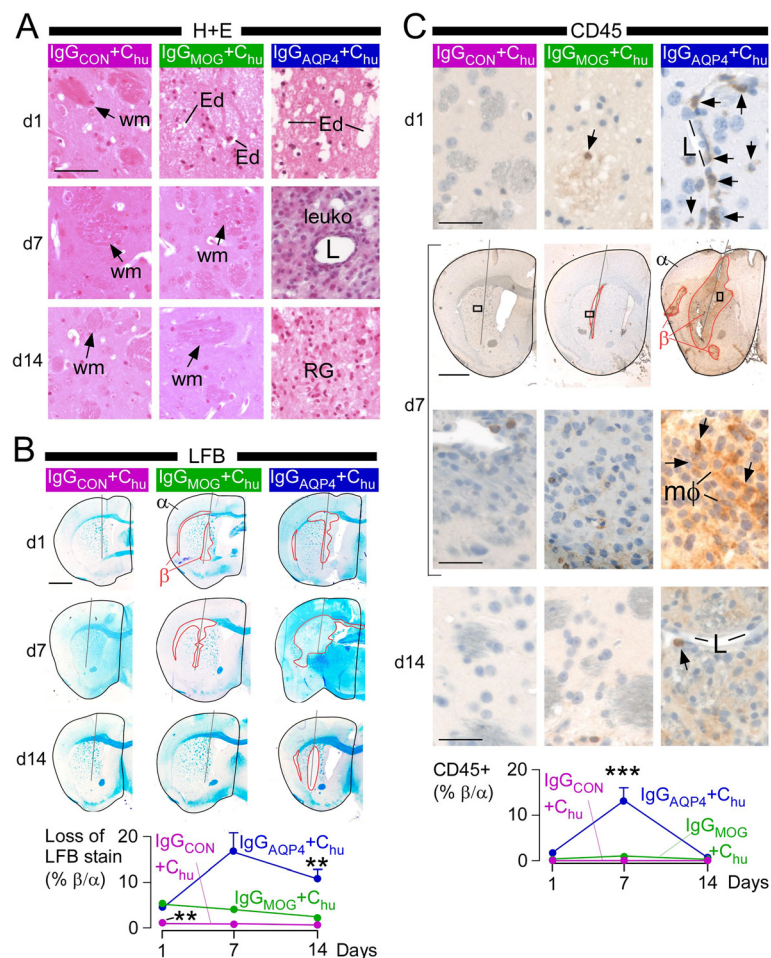 A
H+E
IgGCON+Chu IgGMOG+Chu IgGAQP4+Chu
d1
wm
Ed
Ed
Ed
d7
wm
wm
leuko
L
d14
wm
wm
RG
B
LFB
IgGCON+Chu IgGMOG+Chu IgGAQP4+Chu
d1
α
β
d7
d14
Loss of
LFB stain
(% β/α)
20
10
0
IgGCON
+Chu
IgGAQP4+Chu
**
**
IgGMOG+Chu
1 7 14 Days
C
CD45
IgGCON+Chu IgGMOG+Chu IgGAQP4+Chu
d1
L
d7
α
β
mϕ
d14
L
CD45+
(% β/α)
20
10
0
IgGCON
+Chu
***
IgGAQP4+Chu
IgGMOG
+Chu
1 7 14 Days